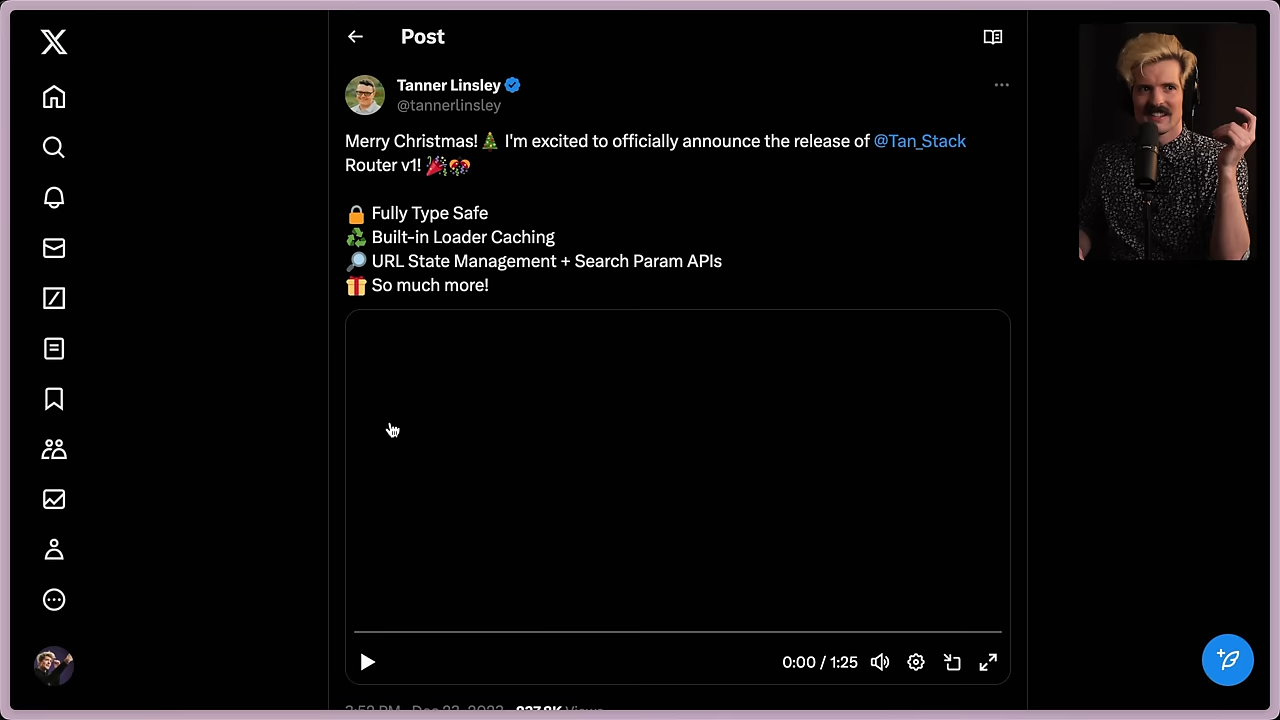 Post
Tanner Linsley
@tannerlinsley
Merry Christmas!🎄 I'm excited to officially announce the release of @Tan_Stack
Router v1! 🎉🎊
🔒 Fully Type Safe
♻️ Built-in Loader Caching
🔎 URL State Management + Search Param APIs
🎁 So much more!
0:00 / 1:25